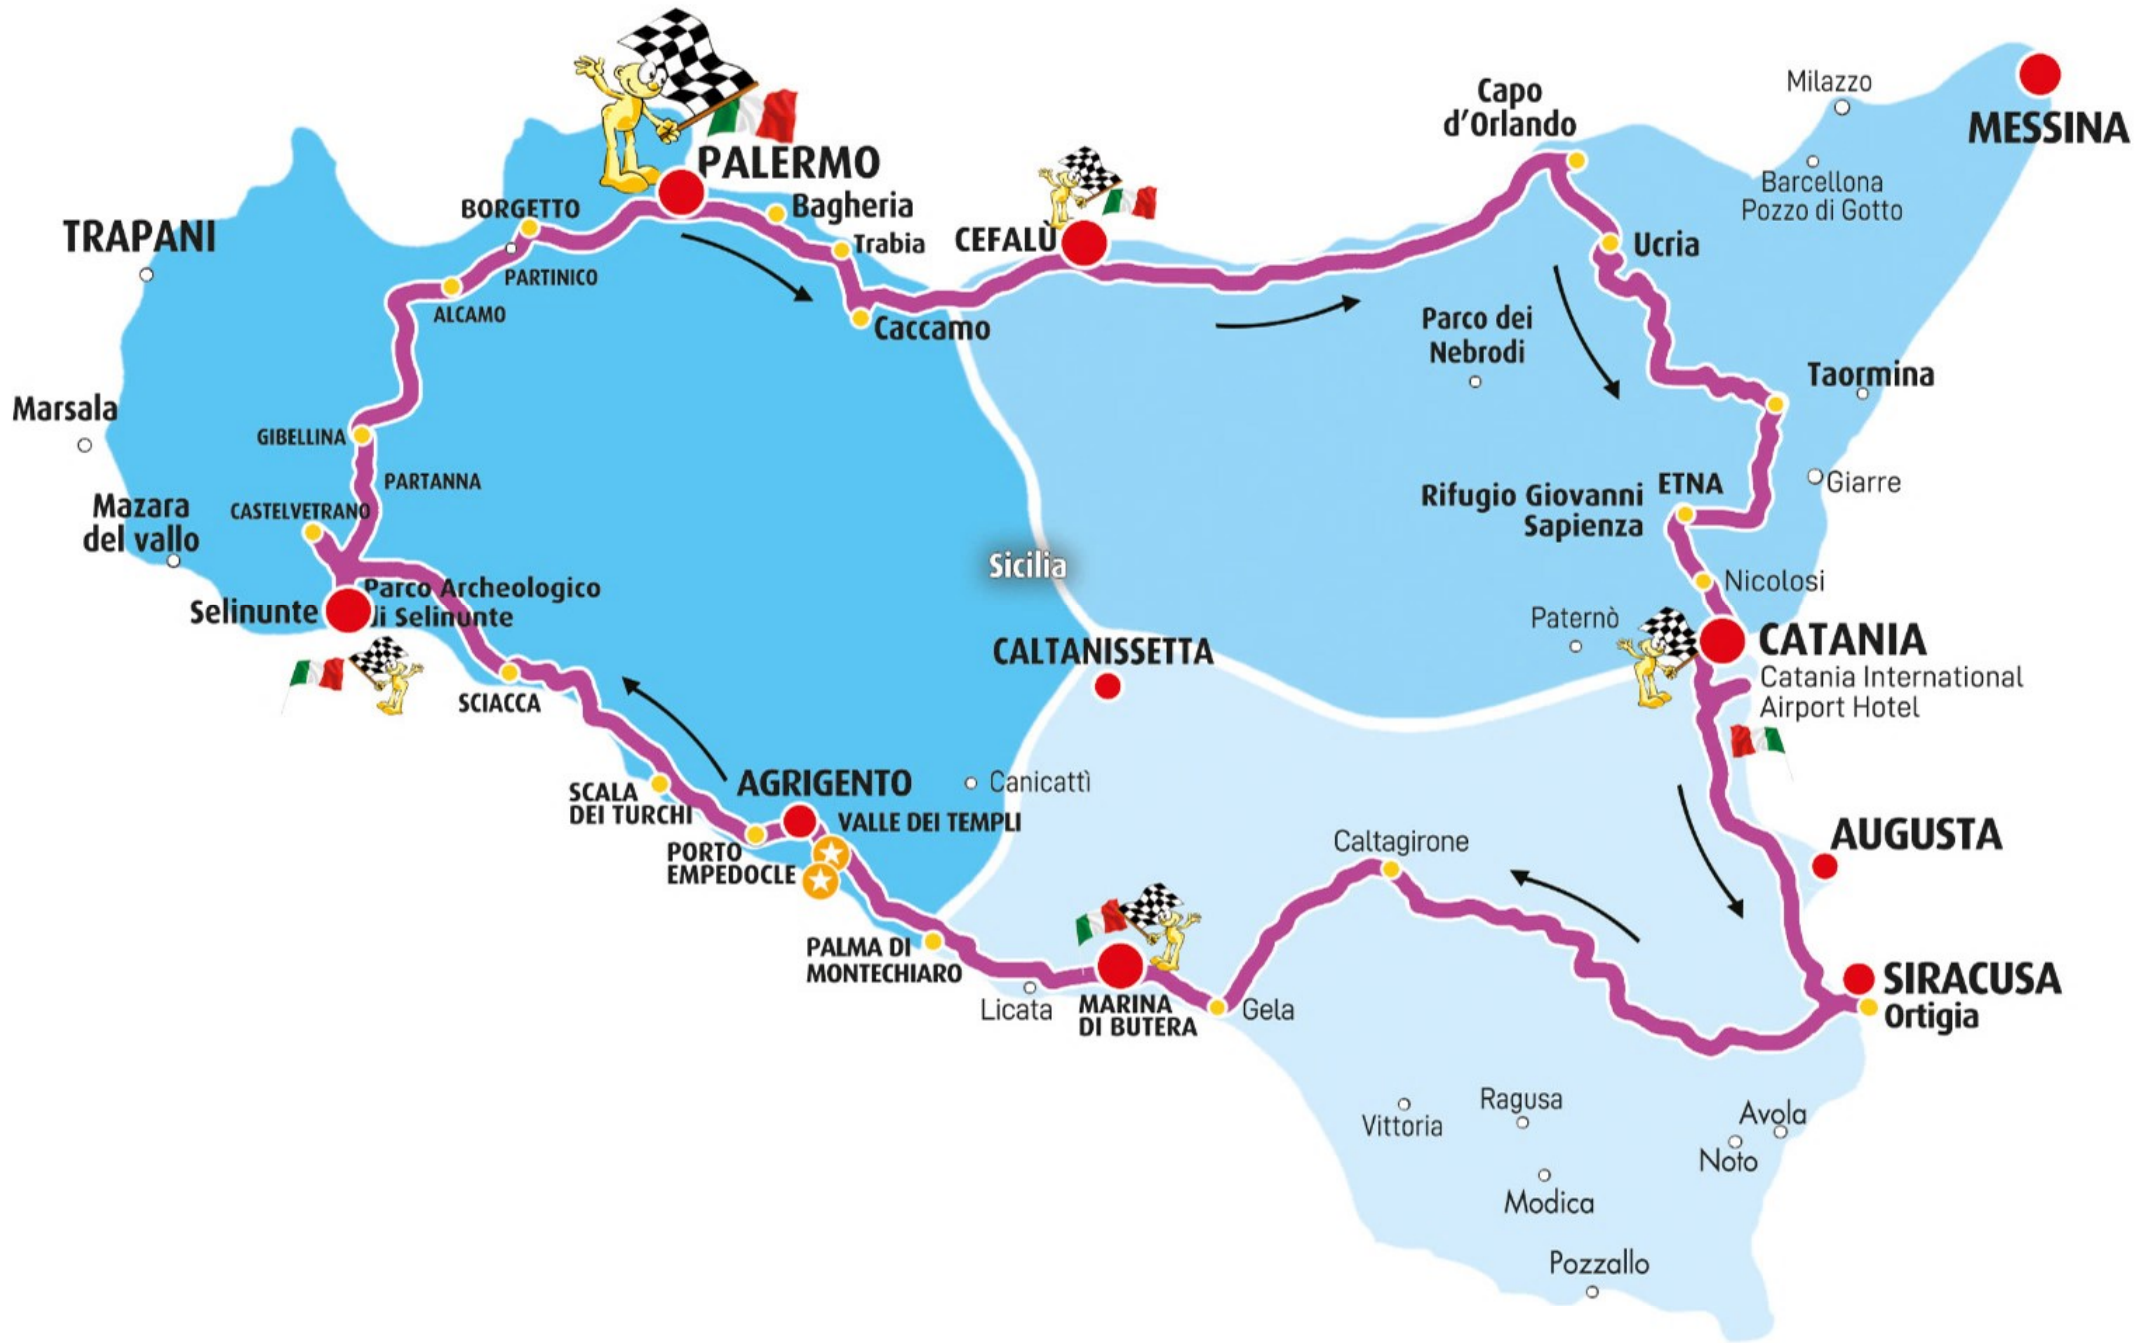 Capo
d'Orlando
Milazzo
MESSINA
PALERMO
Barcellona
Pozzo di Gotto
BORGETTO
Bagheria
TRAPANI
CEFALÙ
Trabia
Ucria
PARTINICO
ALCAMO
Caccamo
Parco dei
Nebrodi
Taormina
Marsala
GIBELLINA
PARTANNA
ETNA
Giarre
Rifugio Giovanni
Sapienza
Mazara
del vallo
CASTELVETRANO
Sicilia
Nicolosi
Parco Archeologico
di Selinunte
Selinunte
Paternò
CATANIA
CALTANISSETTA
Catania International
Airport Hotel
SCIACCA
AGRIGENTO
Canicattì
SCALA
DEI TURCHI
VALLE DEI TEMPLI
AUGUSTA
Caltagirone
PORTO
EMPEDOCLE
PALMA DI
MONTECHIARO
SIRACUSA
Ortigia
Licata
MARINA
DI BUTERA
Gela
Ragusa
Vittoria
Avola
Noto
Modica
Pozzallo